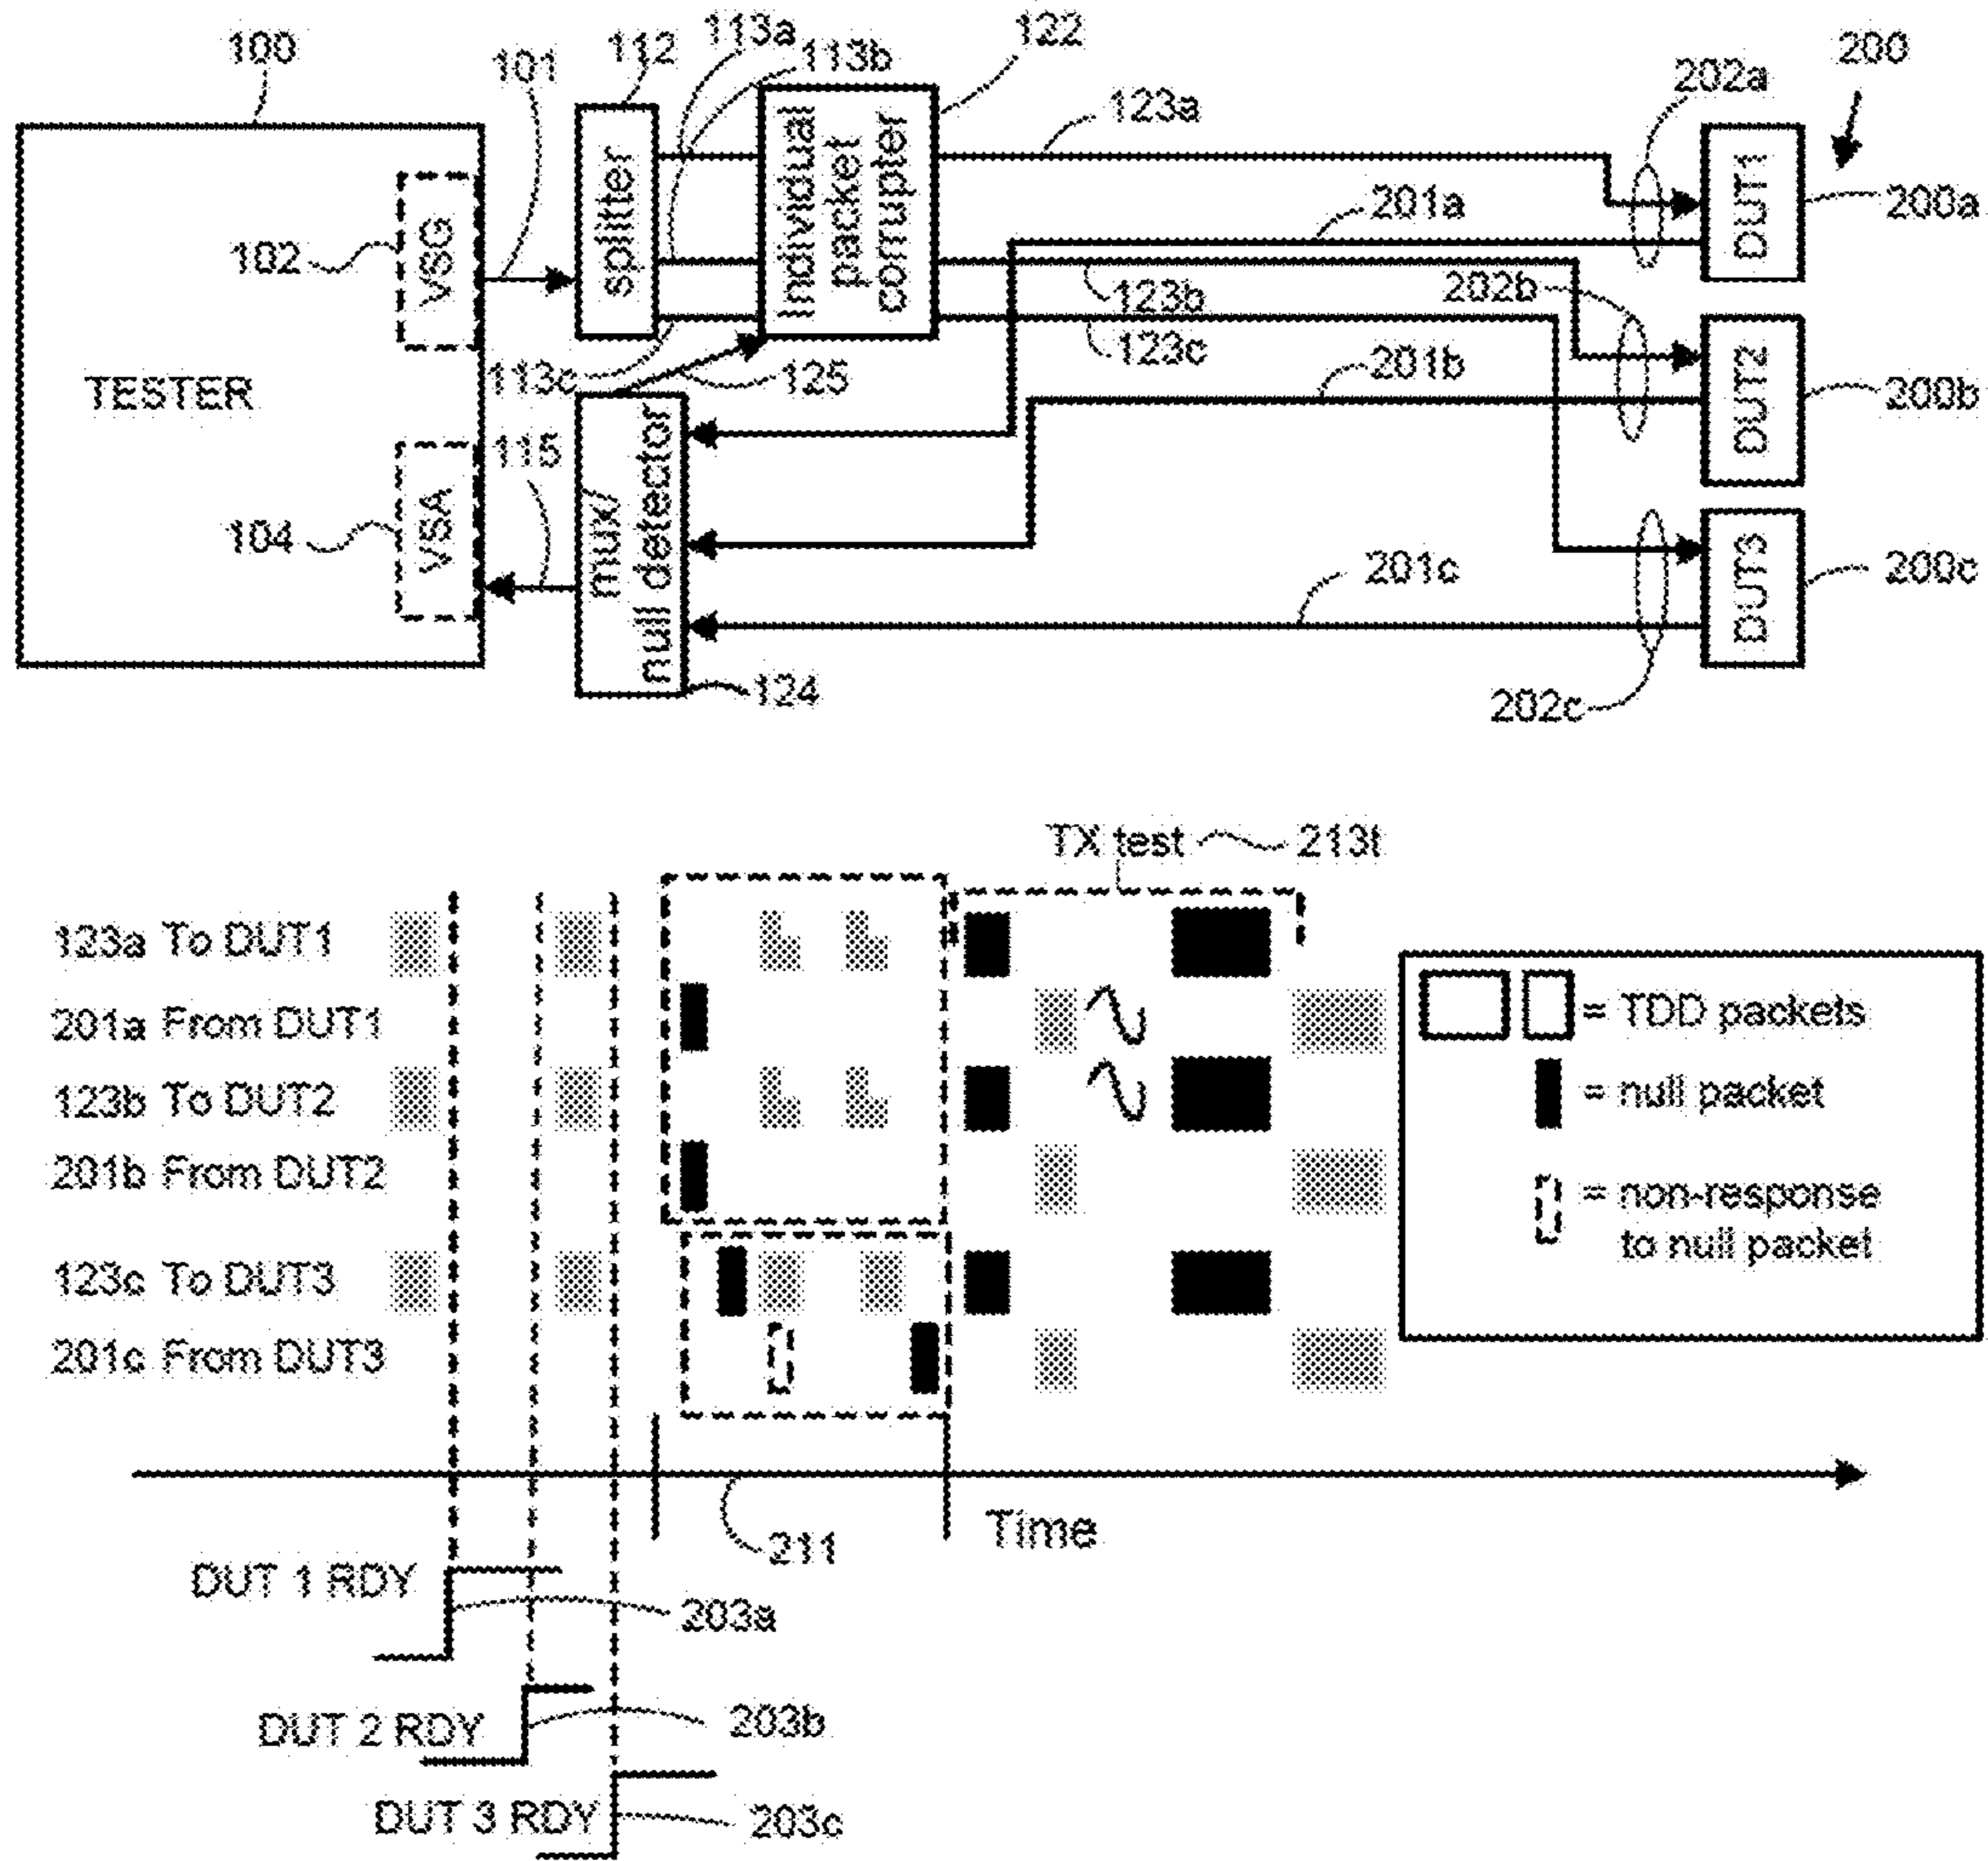 100
101
112
113a
113b
122
123a
202a
200
TESTER
102
VSG
splitter
Individual
packet
corrupter
201a
DUT1
200a
113c
125
123b
123c
202b
201b
DUT2
200b
104
VSA
115
mux/
null detector
124
201c
DUT3
200c
202c
TX test
213t
123a To DUT1
201a From DUT1
123b To DUT2
201b From DUT2
123c To DUT3
201c From DUT3
= TDD packets
= null packet
= non-response
to null packet
211
Time
DUT 1 RDY
203a
DUT 2 RDY
203b
DUT 3 RDY
203c